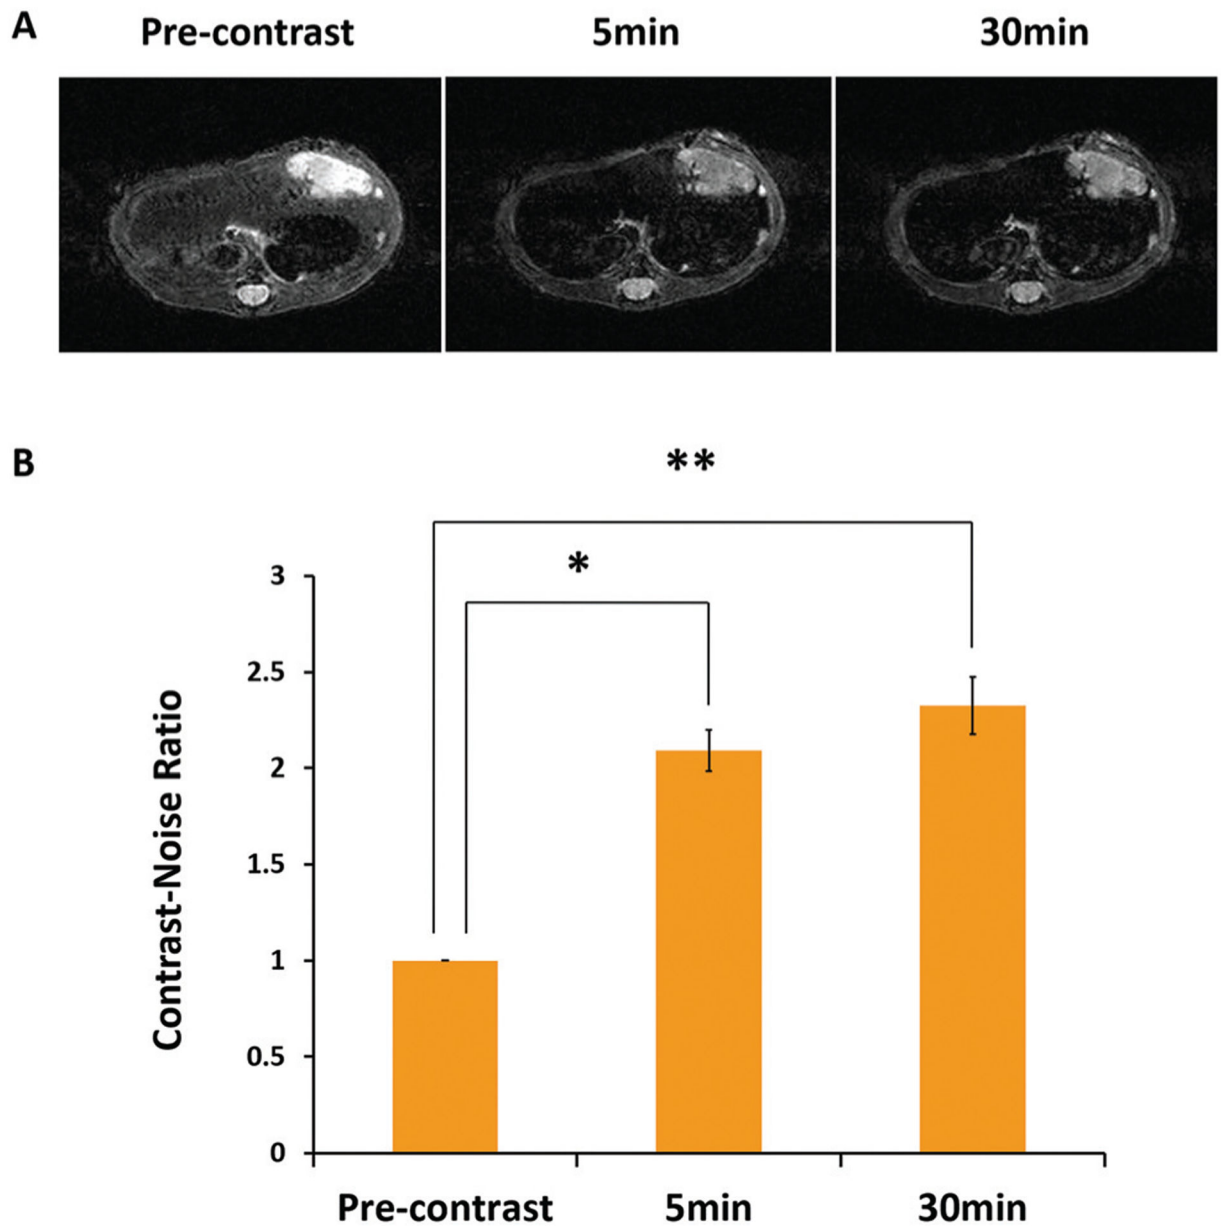 A
Pre-contrast 5min 30min
B
**
*
3
2.5
2
1.5
1
0.5
0
Contrast-Noise Ratio
Pre-contrast 5min 30min